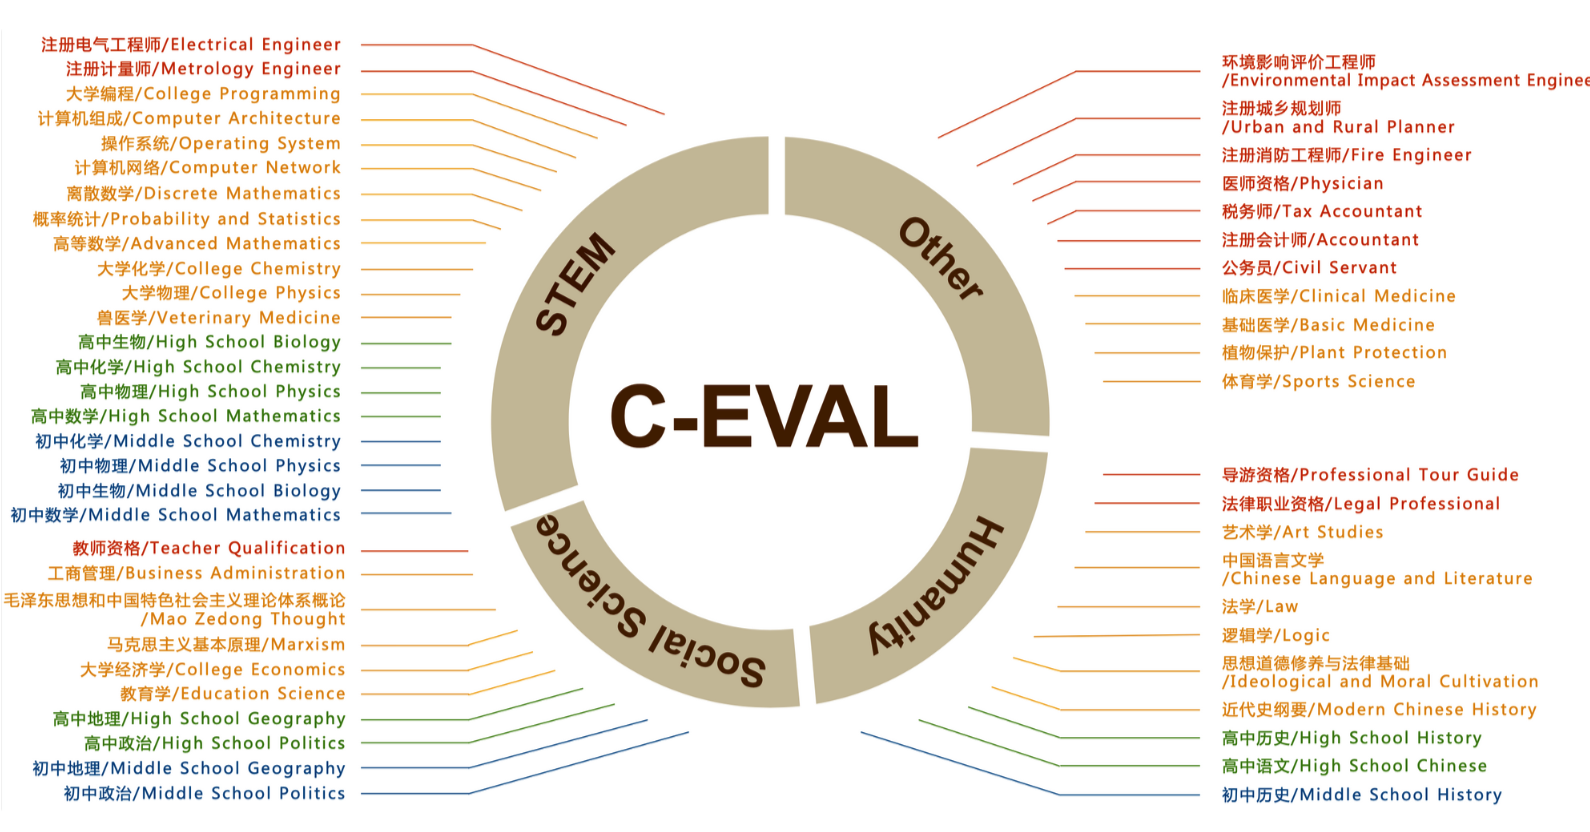 注册电气工程师/Electrical Engineer
注册计量师/Metrology Engineer
大学编程/College Programming
计算机组成/Computer Architecture
操作系统/Operating System
计算机网络/Computer Network
离散数学/Discrete Mathematics
概率统计/Probability and Statistics
高等数学/Advanced Mathematics
大学化学/College Chemistry
大学物理/College Physics
兽医学/Veterinary Medicine
高中生物/High School Biology
高中化学/High School Chemistry
高中物理/High School Physics
高中数学/High School Mathematics
初中化学/Middle School Chemistry
初中物理/Middle School Physics
初中生物/Middle School Biology
初中数学/Middle School Mathematics
教师资格/Teacher Qualification
工商管理/Business Administration
毛泽东思想和中国特色社会主义理论体系概论
/Mao Zedong Thought
马克思主义基本原理/Marxism
大学经济学/College Economics
教育学/Education Science
高中地理/High School Geography
高中政治/High School Politics
初中地理/Middle School Geography
初中政治/Middle School Politics
STEM
Other
C-EVAL
Social Science
Humanity
环境影响评价工程师
/Environmental Impact Assessment Enginee
注册城乡规划师
/Urban and Rural Planner
注册消防工程师/Fire Engineer
医师资格/Physician
税务师/Tax Accountant
注册会计师/Accountant
公务员/Civil Servant
临床医学/Clinical Medicine
基础医学/Basic Medicine
植物保护/Plant Protection
体育学/Sports Science
导游资格/Professional Tour Guide
法律职业资格/Legal Professional
艺术学/Art Studies
中国语言文学
/Chinese Language and Literature
法学/Law
逻辑学/Logic
思想道德修养与法律基础
/Ideological and Moral Cultivation
近代史纲要/Modern Chinese History
高中历史/High School History
高中语文/High School Chinese
初中历史/Middle School History